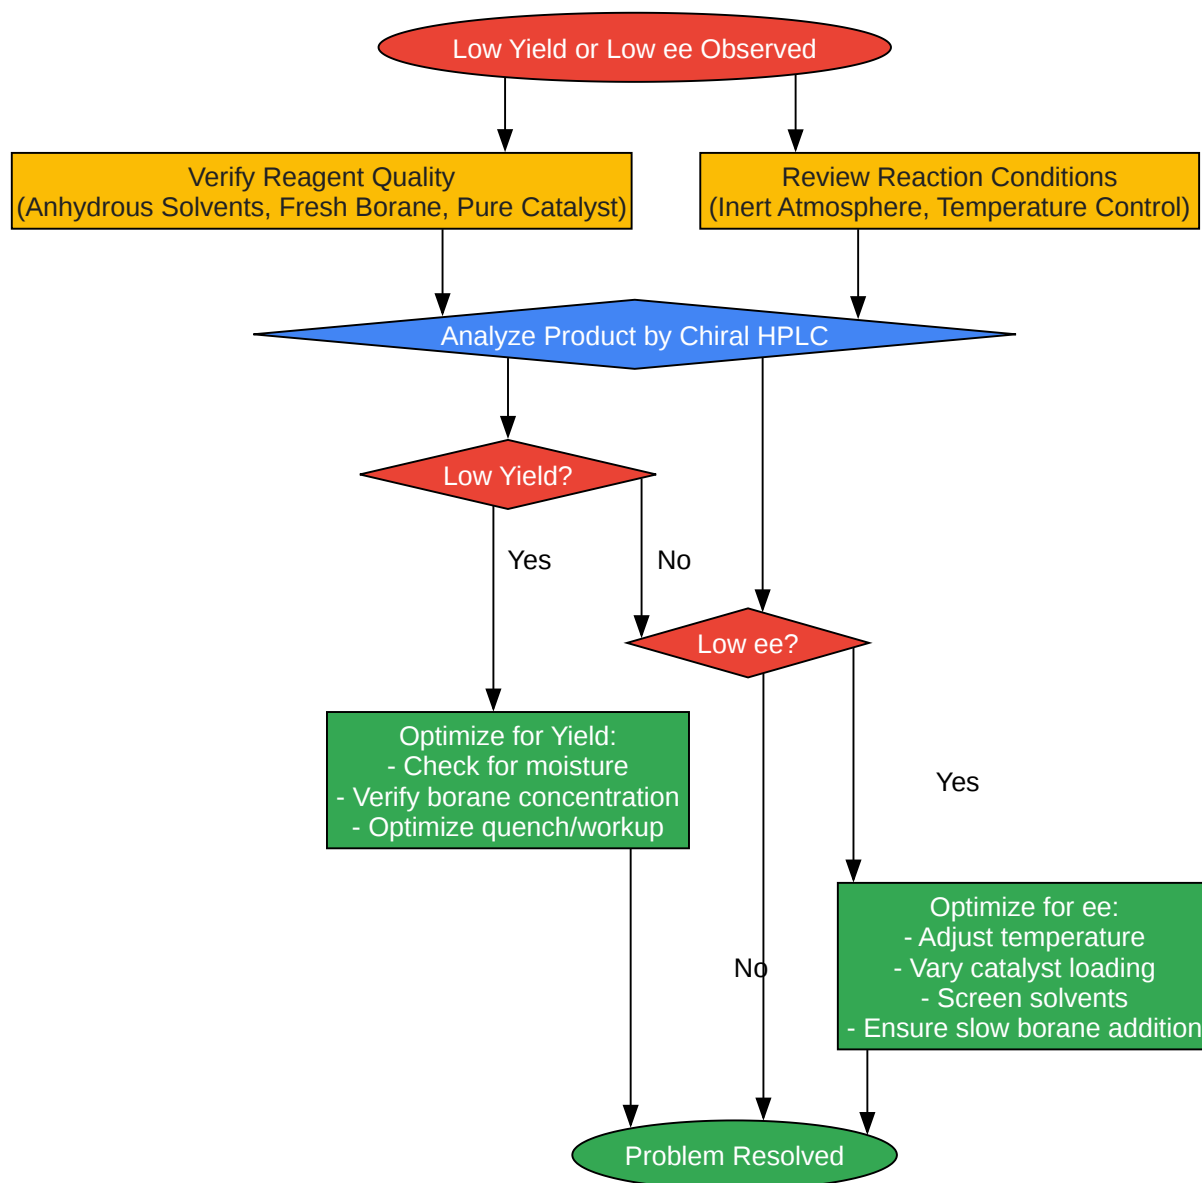 Low Yield or Low ee Observed
Verify Reagent Quality
(Anhydrous Solvents, Fresh Borane, Pure Catalyst)
Review Reaction Conditions
(Inert Atmosphere, Temperature Control)
Analyze Product by Chiral HPLC
Low Yield?
Yes
No
Low ee?
Optimize for Yield:
- Check for moisture
- Verify borane concentration
- Optimize quench/workup
Yes
No
Optimize for ee:
- Adjust temperature
- Vary catalyst loading
- Screen solvents
- Ensure slow borane addition
Problem Resolved